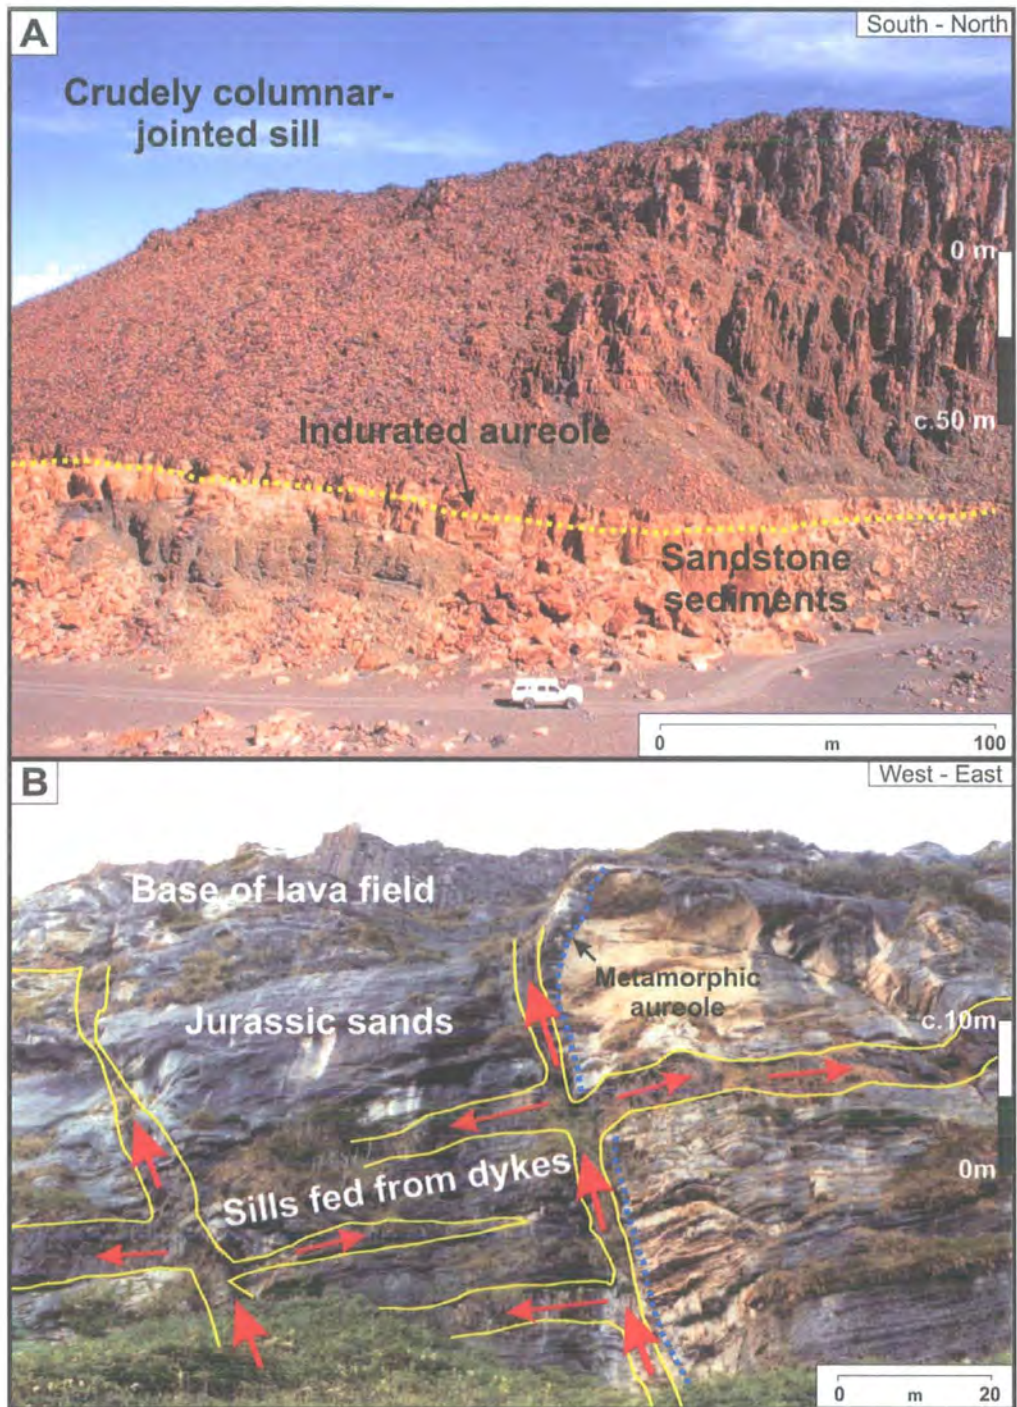 A
South - North
Crudely columnar-
jointed sill
0 m
c.50 m
Indurated aureole
Sandstone
sediments
0 m 100
B
West - East
Base of lava field
Metamorphic
aureole
Jurassic sands
c.10m
Sills fed from dykes
0m
0 m 20